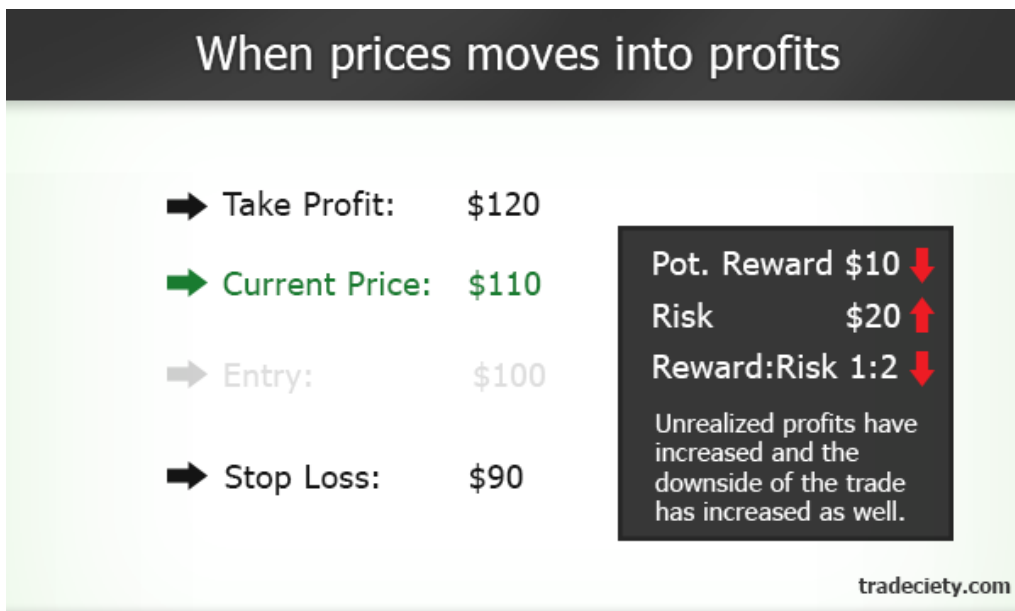 When prices moves into profits
Take Profit: $120
Current Price: $110
Entry: $100
Stop Loss: $90
Pot. Reward $10
Risk $20
Reward:Risk 1:2
Unrealized profits have
increased and the
downside of the trade
has increased as well.
tradeciety.com